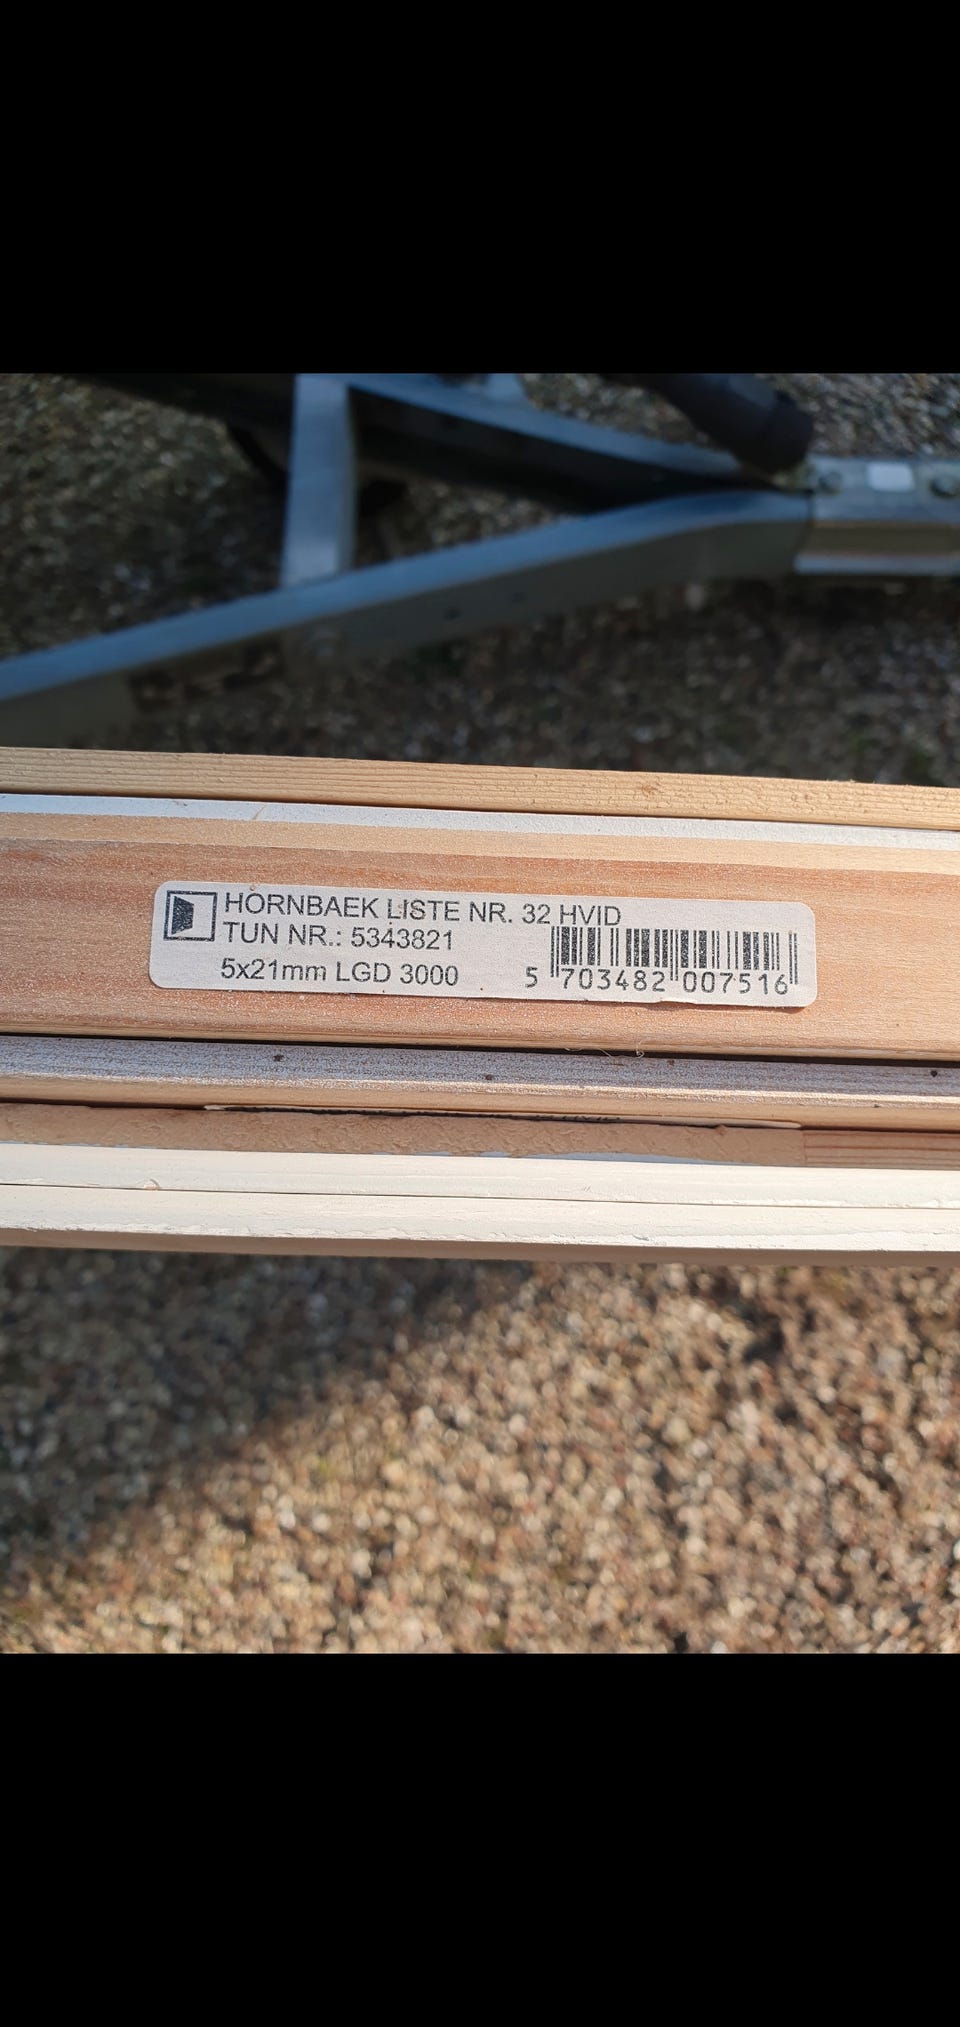 HORNBAEK LISTE NR. 32 HVID
TUN NR.: 5343821
5x21mm LGD 3000
5 703482 007516